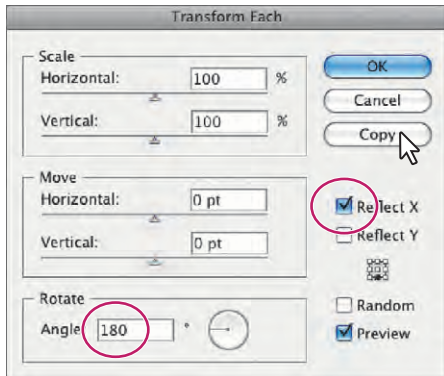 Transform Each
Scale
Horizontal: 100 %
Vertical: 100 %
OK
Cancel
Copy
Move
Horizontal: 0 pt
Vertical: 0 pt
Reflect X
Reflect Y
Rotate
Angle 180 °
Random
Preview